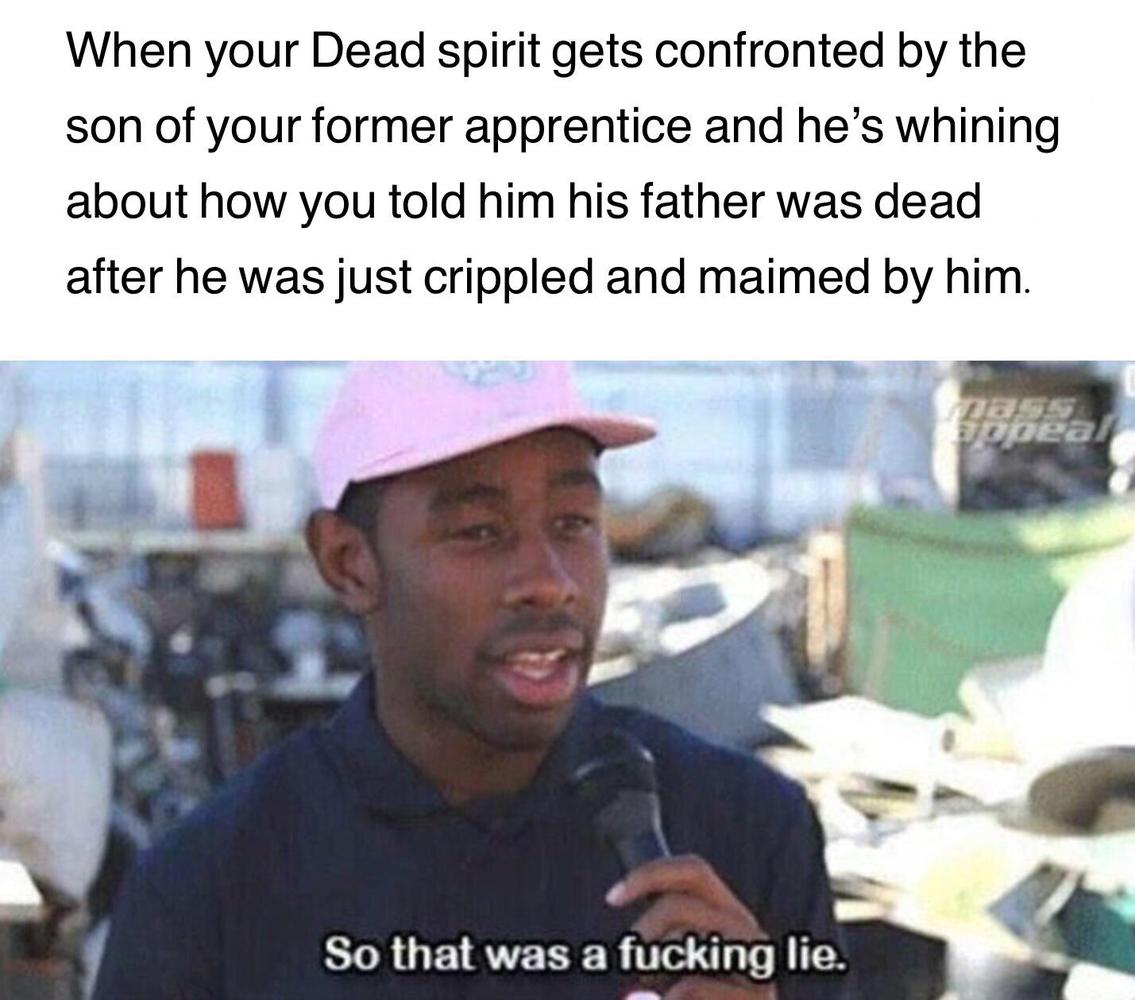 When your Dead spirit gets confronted by the
son of your former apprentice and he’s whining
about how you told him his father was dead
after he was just crippled and maimed by him.
mass
appeal
So that was a fucking lie.